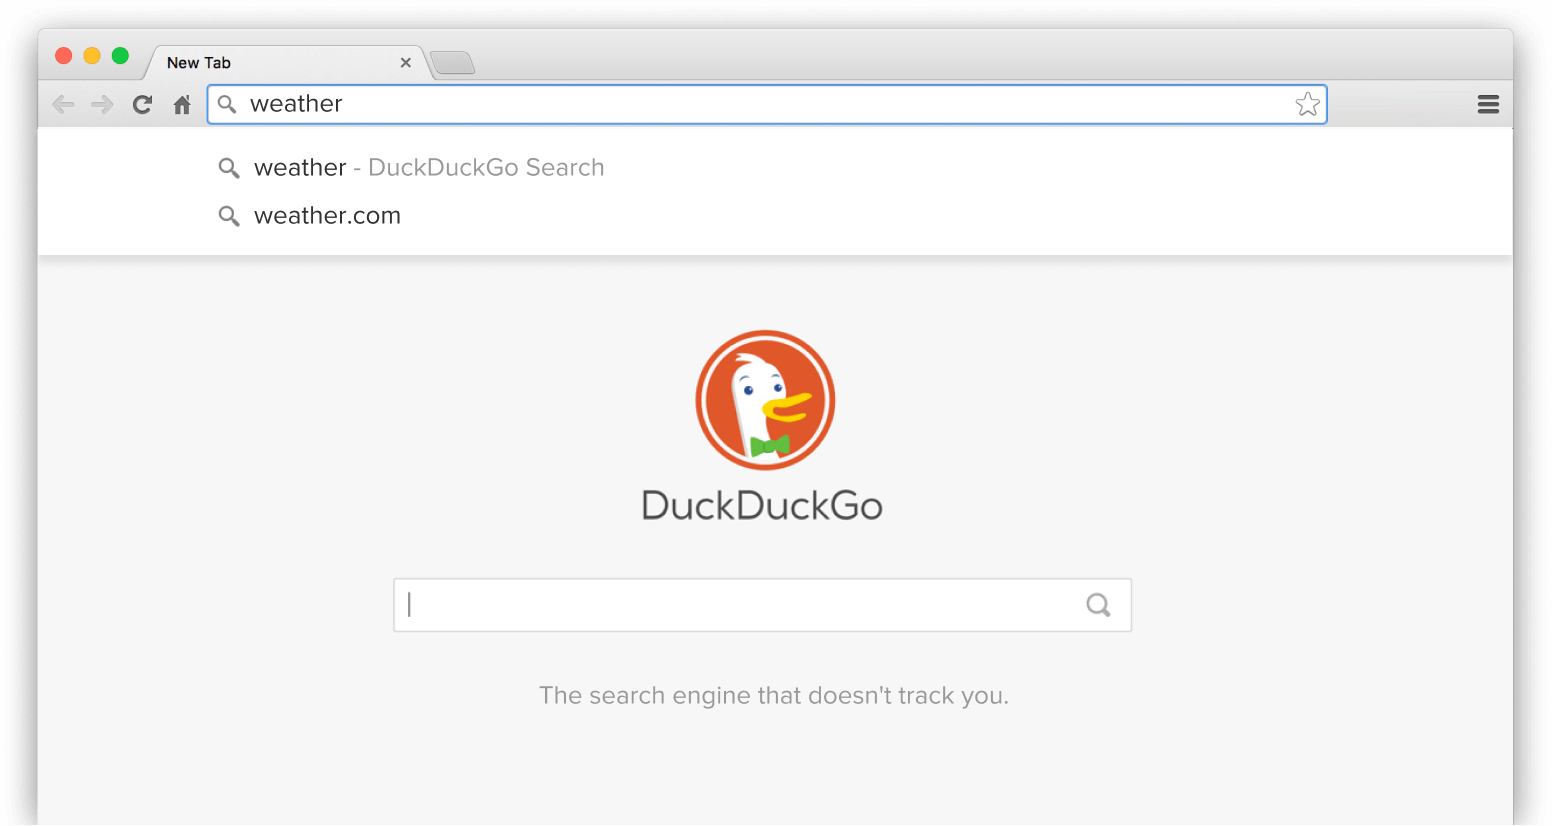 New Tab
weather
weather - DuckDuckGo Search
weather.com
DuckDuckGo
The search engine that doesn't track you.